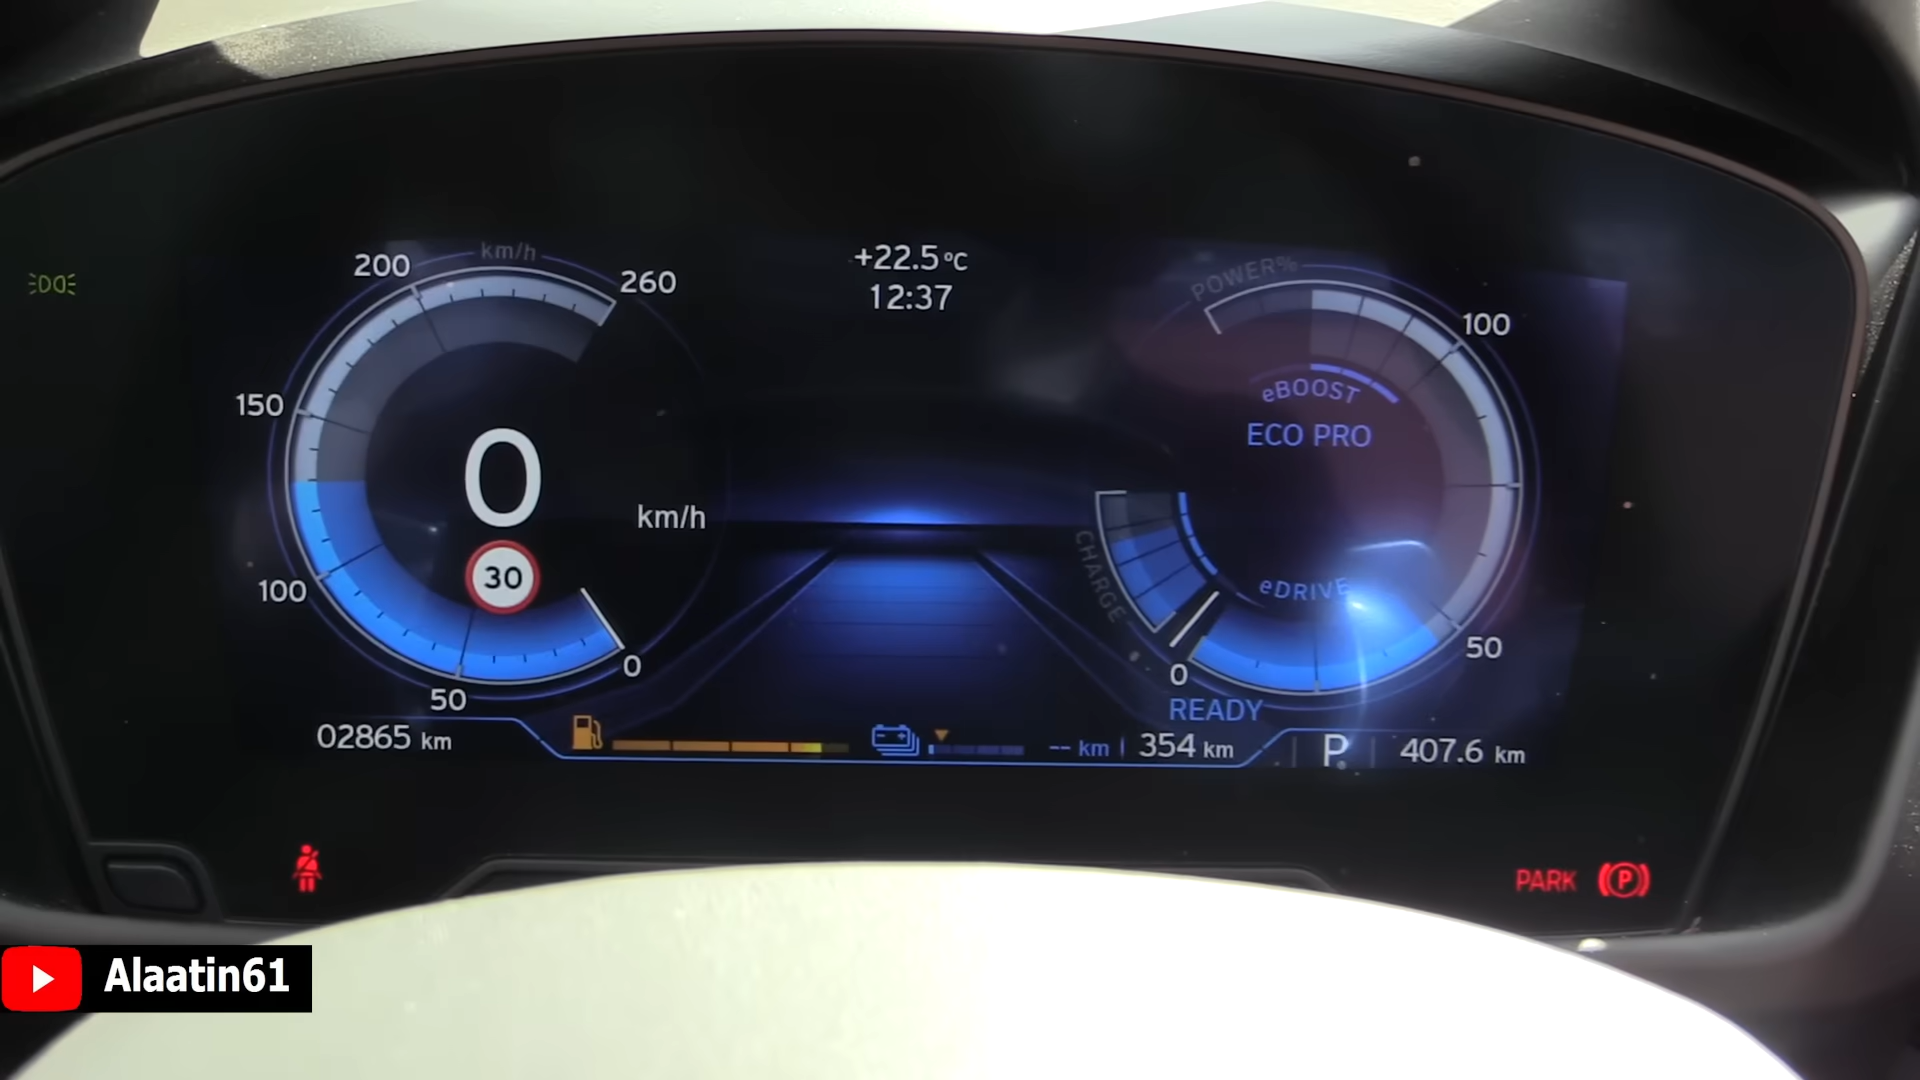 km/h
200
260
150
100
50
0
0
km/h
30
+22.5°C
12:37
POWER%
100
eBOOST
ECO PRO
CHARGE
eDRIVE
50
0
READY
02865 km
-- km
354 km
P
407.6 km
PARK
P
Alaatin61